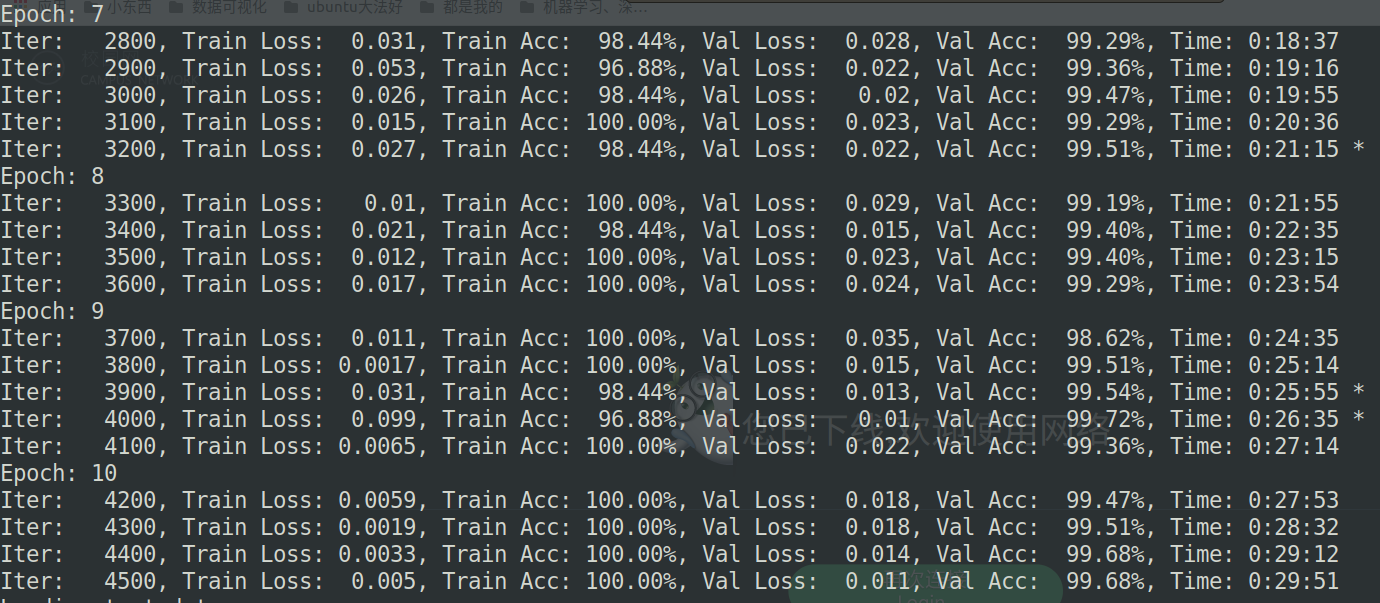 应用 小东西 数据可视化 ubuntu大法好 都是我的 机器学习、深...
Epoch: 7
Iter:   2800, Train Loss:  0.031, Train Acc:  98.44%, Val Loss:  0.028, Val Acc:  99.29%, Time: 0:18:37
Iter:   2900, Train Loss:  0.053, Train Acc:  96.88%, Val Loss:  0.022, Val Acc:  99.36%, Time: 0:19:16
Iter:   3000, Train Loss:  0.026, Train Acc:  98.44%, Val Loss:   0.02, Val Acc:  99.47%, Time: 0:19:55
Iter:   3100, Train Loss:  0.015, Train Acc: 100.00%, Val Loss:  0.023, Val Acc:  99.29%, Time: 0:20:36
Iter:   3200, Train Loss:  0.027, Train Acc:  98.44%, Val Loss:  0.022, Val Acc:  99.51%, Time: 0:21:15 *
Epoch: 8
Iter:   3300, Train Loss:   0.01, Train Acc: 100.00%, Val Loss:  0.029, Val Acc:  99.19%, Time: 0:21:55
Iter:   3400, Train Loss:  0.021, Train Acc:  98.44%, Val Loss:  0.015, Val Acc:  99.40%, Time: 0:22:35
Iter:   3500, Train Loss:  0.012, Train Acc: 100.00%, Val Loss:  0.023, Val Acc:  99.40%, Time: 0:23:15
Iter:   3600, Train Loss:  0.017, Train Acc: 100.00%, Val Loss:  0.024, Val Acc:  99.29%, Time: 0:23:54
Epoch: 9
Iter:   3700, Train Loss:  0.011, Train Acc: 100.00%, Val Loss:  0.035, Val Acc:  98.62%, Time: 0:24:35
Iter:   3800, Train Loss: 0.0017, Train Acc: 100.00%, Val Loss:  0.015, Val Acc:  99.51%, Time: 0:25:14
Iter:   3900, Train Loss:  0.031, Train Acc:  98.44%, Val Loss:  0.013, Val Acc:  99.54%, Time: 0:25:55 *
Iter:   4000, Train Loss:  0.099, Train Acc:  96.88%, Val Loss:   0.01, Val Acc:  99.72%, Time: 0:26:35 *
您已下线,欢迎使用网络
Iter:   4100, Train Loss: 0.0065, Train Acc: 100.00%, Val Loss:  0.022, Val Acc:  99.36%, Time: 0:27:14
Epoch: 10
Iter:   4200, Train Loss: 0.0059, Train Acc: 100.00%, Val Loss:  0.018, Val Acc:  99.47%, Time: 0:27:53
Iter:   4300, Train Loss: 0.0019, Train Acc: 100.00%, Val Loss:  0.018, Val Acc:  99.51%, Time: 0:28:32
Iter:   4400, Train Loss: 0.0033, Train Acc: 100.00%, Val Loss:  0.014, Val Acc:  99.68%, Time: 0:29:12
Iter:   4500, Train Loss:  0.005, Train Acc: 100.00%, Val Loss:  0.011, Val Acc:  99.68%, Time: 0:29:51